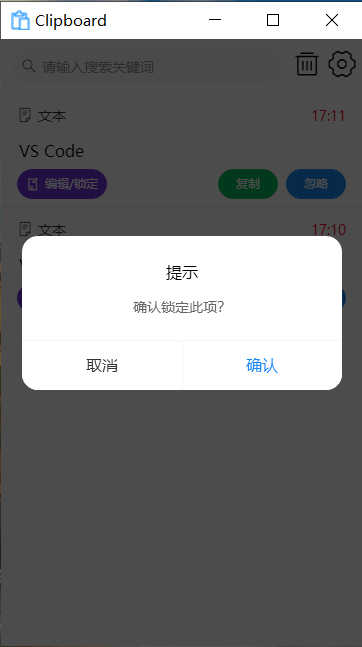 Clipboard
请输入搜索关键词
文本 17:11
VS Code
编辑/锁定 复制 忽略
文本 17:10
提示
确认锁定此项?
取消 确认